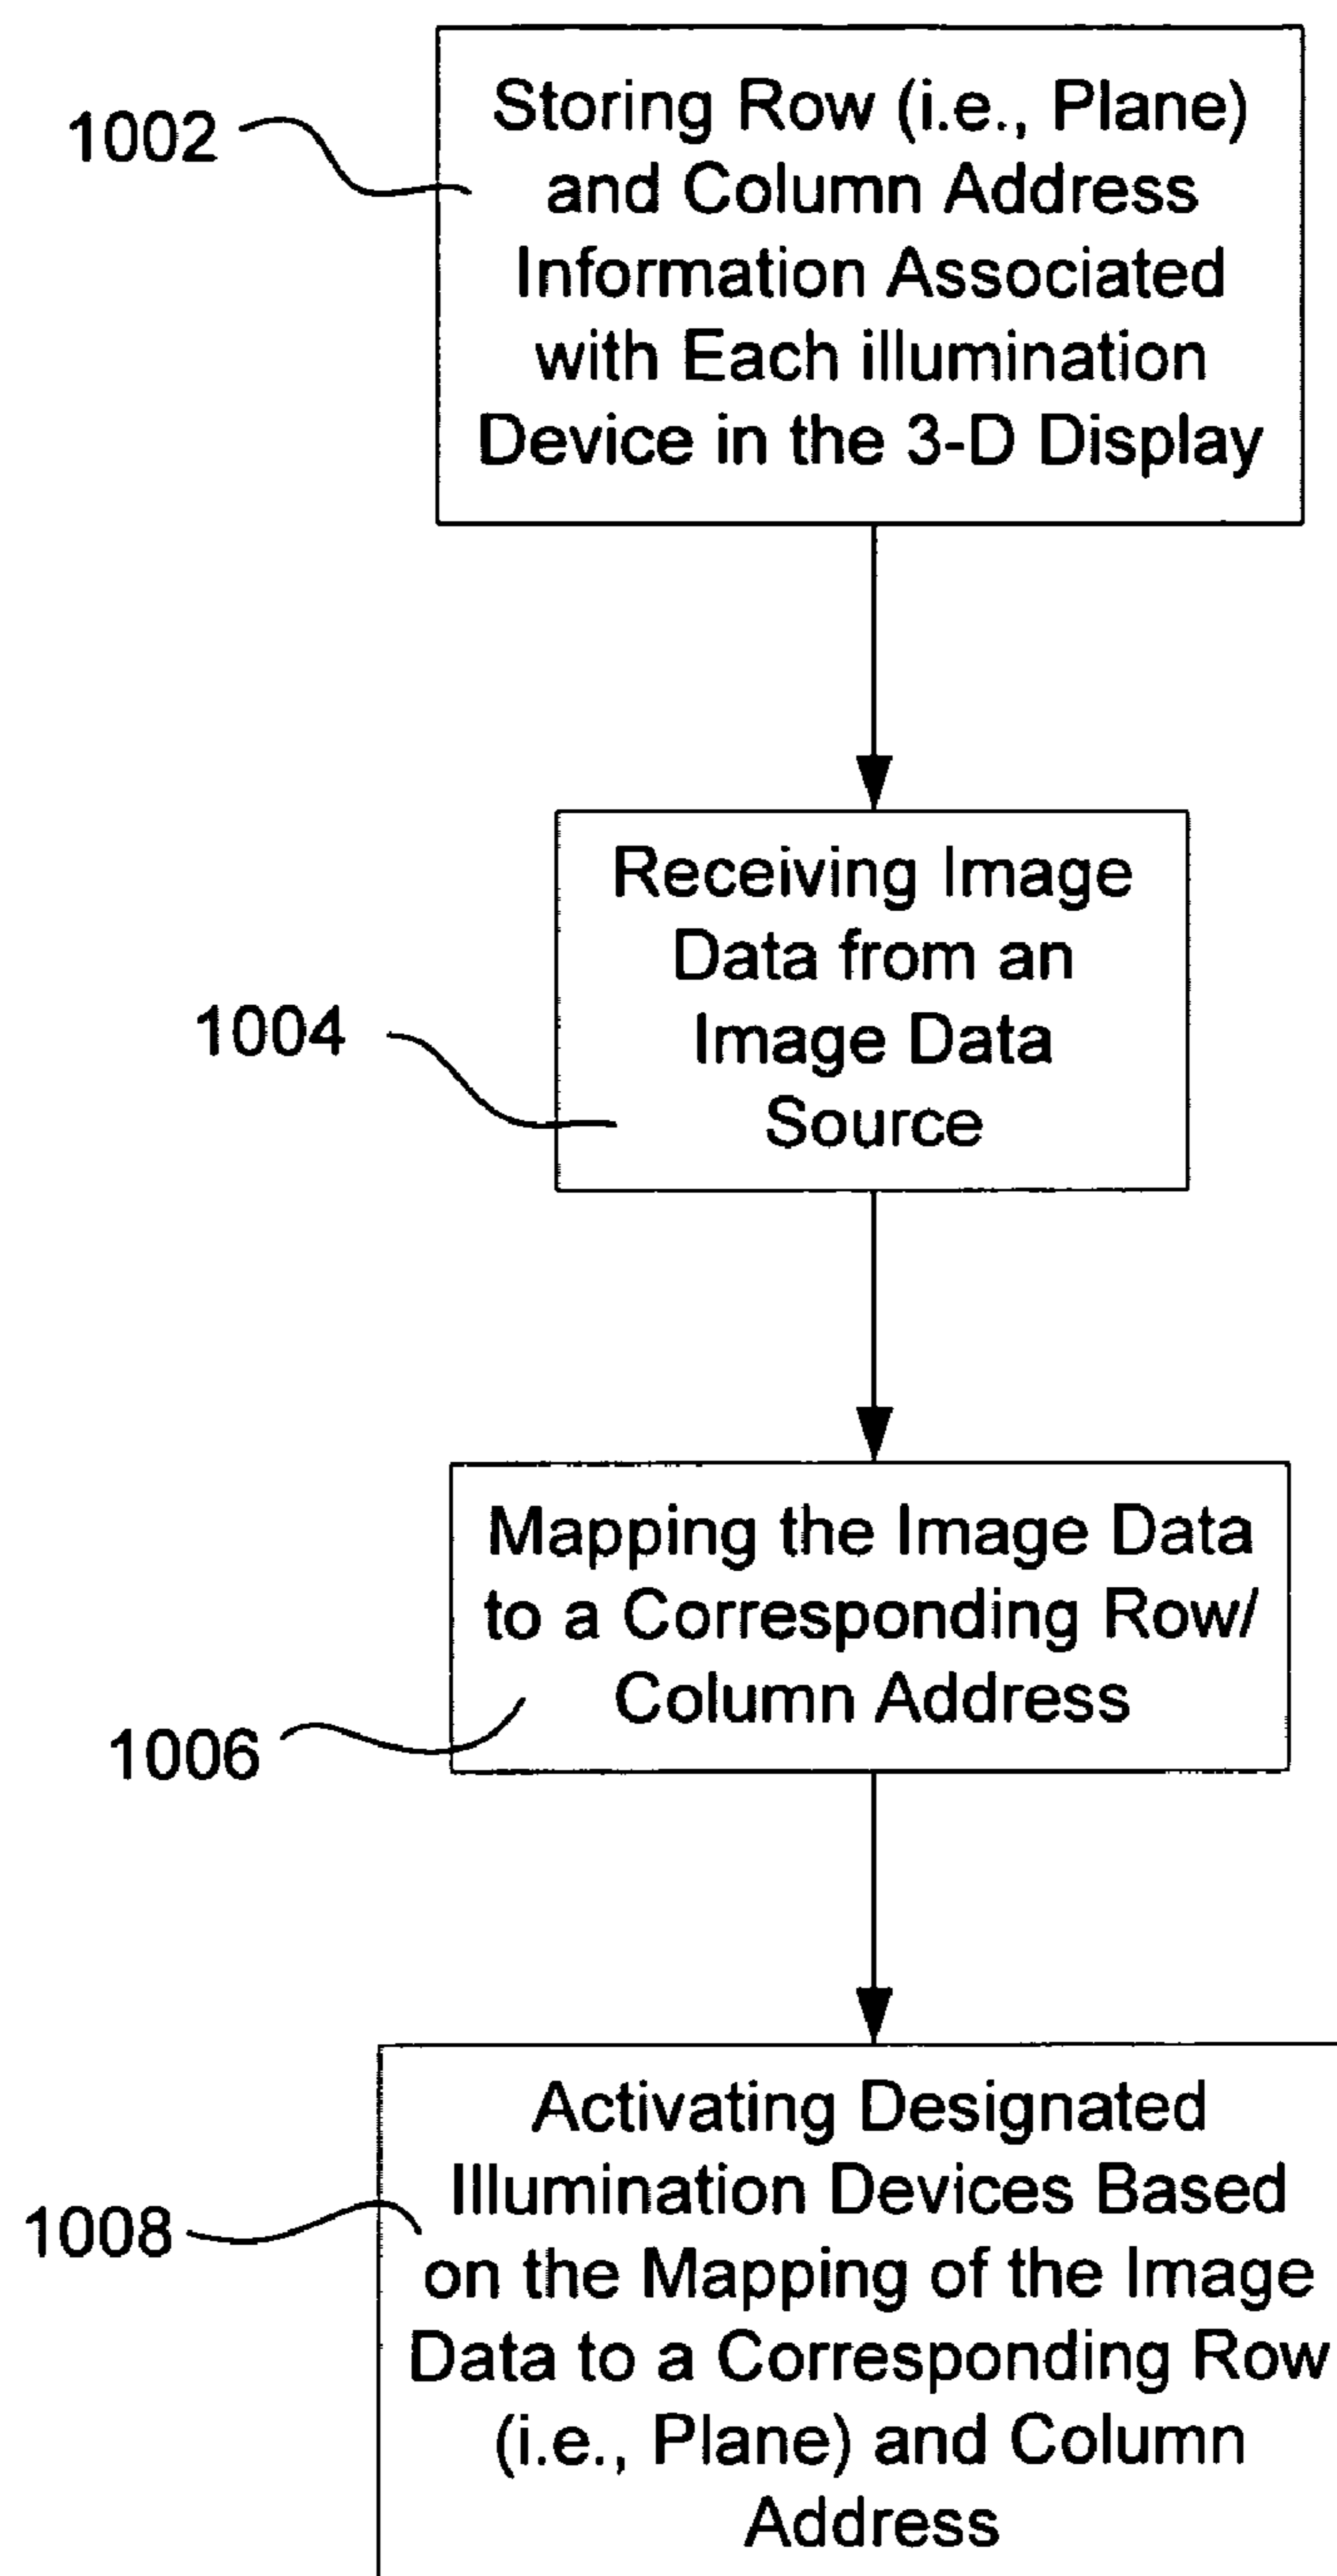 1002
Storing Row (i.e., Plane)
and Column Address
Information Associated
with Each illumination
Device in the 3-D Display
1004
Receiving Image
Data from an
Image Data
Source
1006
Mapping the Image Data
to a Corresponding Row/
Column Address
1008
Activating Designated
Illumination Devices Based
on the Mapping of the Image
Data to a Corresponding Row
(i.e., Plane) and Column
Address